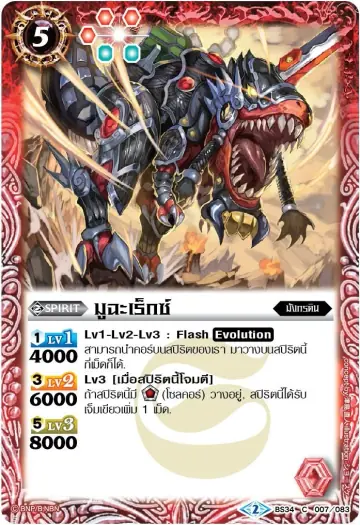 5
②SPIRIT มูฉะเร็กซ์ มังกรดิน
1 LV1
4000
3 LV2
6000
5 LV3
8000
Lv1-Lv2-Lv3 : Flash Evolution
สามารถนำคอร์บนสปิริตของเรา มาวางบนสปิริตนี้
กี่เม็ดก็ได้.
Lv3 [เมื่อสปิริตนี้โจมตี]
ถ้าสปิริตนี้มี (โซลคอร์) วางอยู่, สปิริตนี้ได้รับ
เจ็มเขียวเพิ่ม 1 เม็ด.
© BNP/B,NBN
2 BS34 C 007 / 083